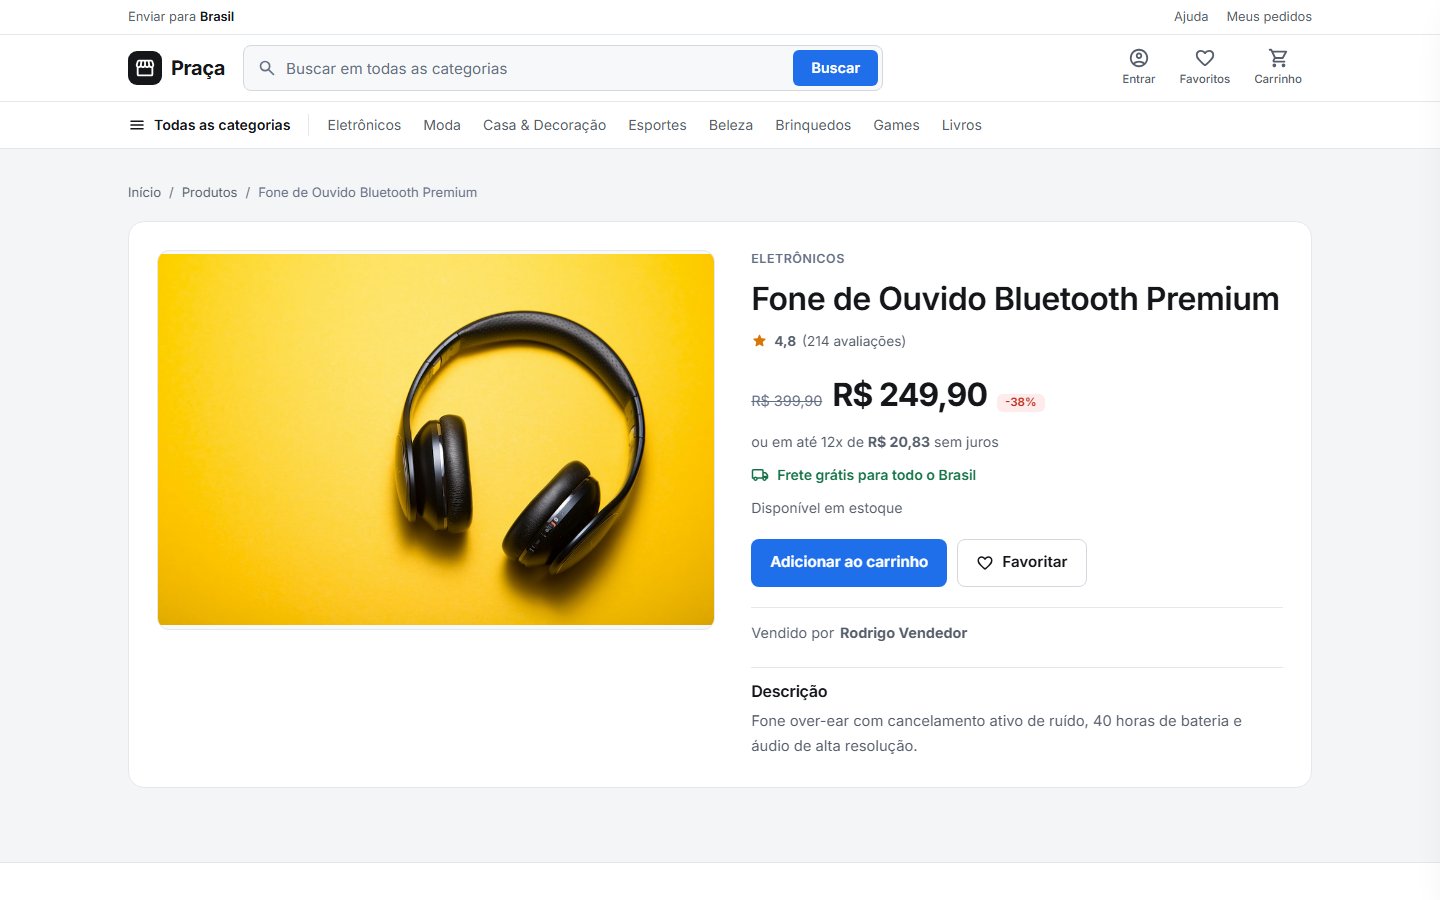 Enviar para Brasil
Ajuda
Meus pedidos
Praça
Buscar em todas as categorias
Buscar
Entrar
Favoritos
Carrinho
Todas as categorias
Eletrônicos
Moda
Casa & Decoração
Esportes
Beleza
Brinquedos
Games
Livros
Início / Produtos / Fone de Ouvido Bluetooth Premium
ELETRÔNICOS
Fone de Ouvido Bluetooth Premium
4,8 (214 avaliações)
R$ 399,90 R$ 249,90 -38%
ou em até 12x de R$ 20,83 sem juros
Frete grátis para todo o Brasil
Disponível em estoque
Adicionar ao carrinho
Favoritar
Vendido por Rodrigo Vendedor
Descrição
Fone over-ear com cancelamento ativo de ruído, 40 horas de bateria e
áudio de alta resolução.